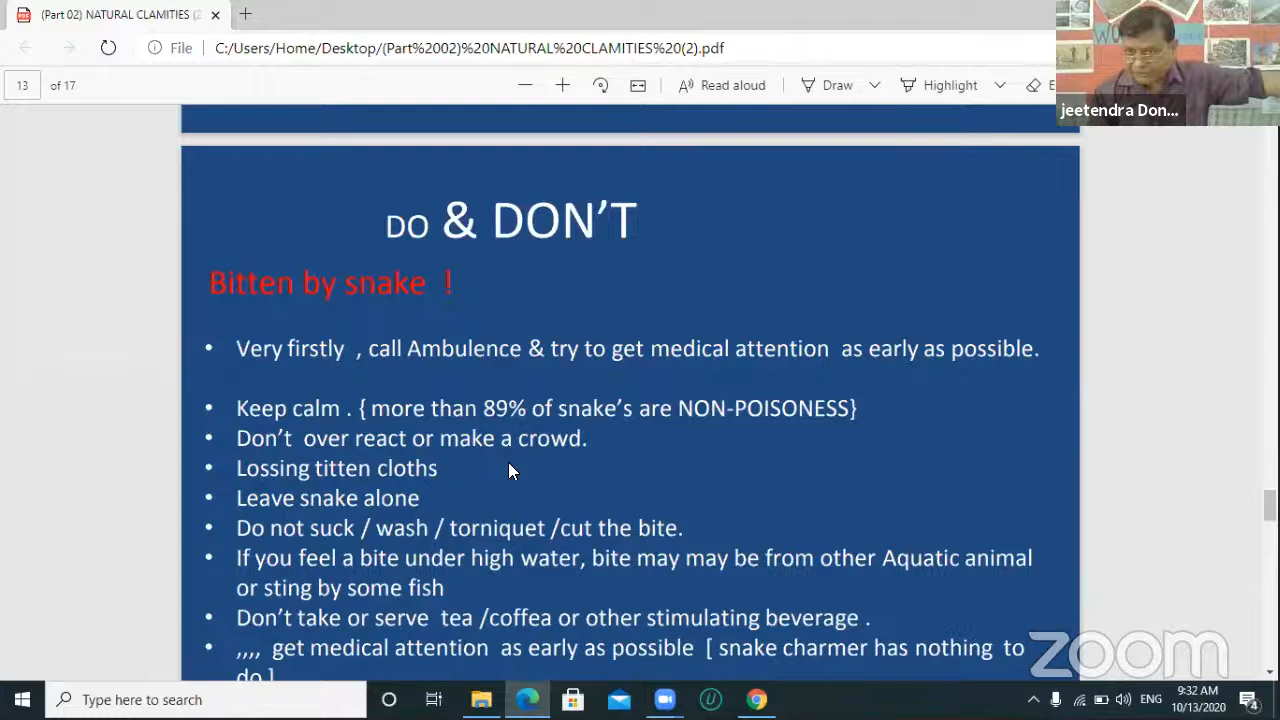 (Part 02) NATURAL CLAMITIES (2
File
C:/Users/Home/Desktop/(Part%2002)%20NATURAL%20CLAMITIES%20(2).pdf
13 of 17
Read aloud
Draw
Highlight
E
jeetendra Don...
DO & DON'T
Bitten by snake !
• Very firstly , call Ambulence & try to get medical attention as early as possible.
• Keep calm . { more than 89% of snake's are NON-POISONESS}
• Don't over react or make a crowd.
• Lossing titten cloths
• Leave snake alone
• Do not suck / wash / torniquet /cut the bite.
• If you feel a bite under high water, bite may may be from other Aquatic animal
or sting by some fish
• Don't take or serve tea /coffea or other stimulating beverage .
• ,,,, get medical attention as early as possible [ snake charmer has nothing to
do ]
zoom
Type here to search
ENG
9:32 AM
10/13/2020
4